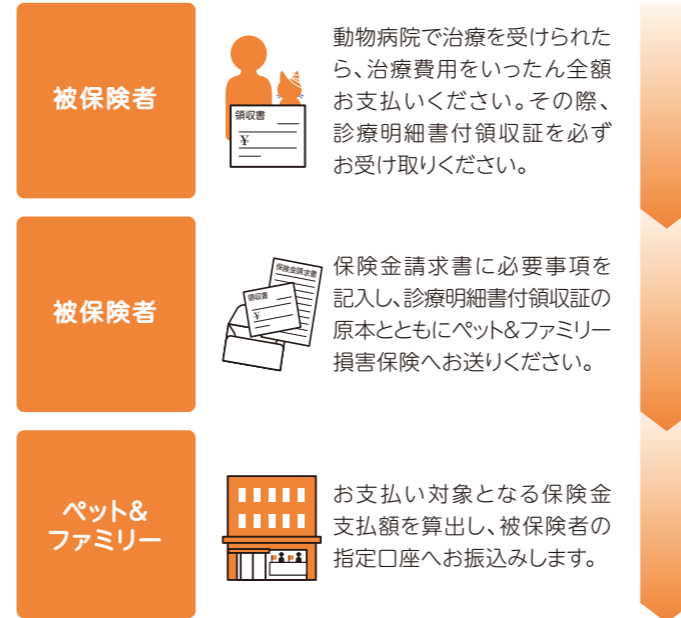 被保険者
領収書
¥
動物病院で治療を受けられた
ら、治療費用をいったん全額
お支払いください。その際、
診療明細書付領収証を必ず
お受け取りください。
被保険者
保険金請求書
領収書
¥
保険金請求書に必要事項を
記入し、診療明細書付領収証の
原本とともにペット&ファミリー
損害保険へお送りください。
ペット&
ファミリー
お支払い対象となる保険金
支払額を算出し、被保険者の
指定口座へお振込みします。